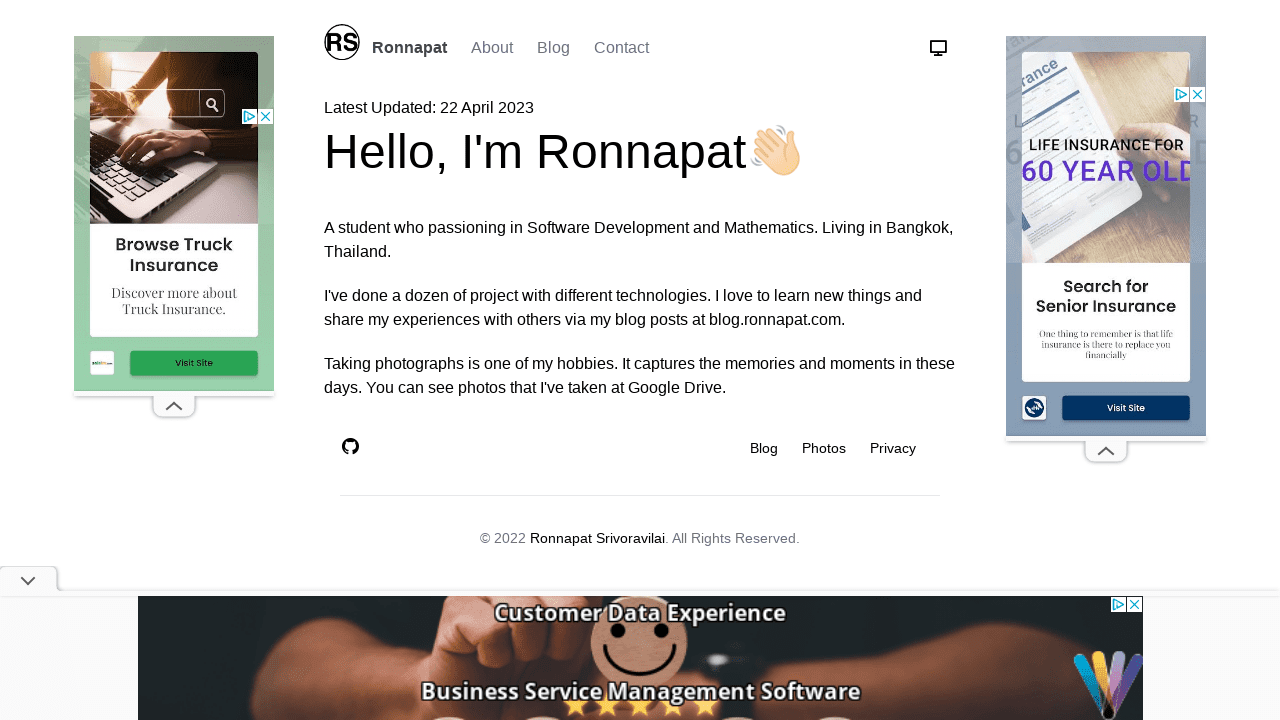 RS
Ronnapat About Blog Contact
Latest Updated: 22 April 2023
Hello, I'm Ronnapat👋🏼
A student who passioning in Software Development and Mathematics. Living in Bangkok,
Thailand.
I've done a dozen of project with different technologies. I love to learn new things and
share my experiences with others via my blog posts at blog.ronnapat.com.
Taking photographs is one of my hobbies. It captures the memories and moments in these
days. You can see photos that I've taken at Google Drive.
Blog Photos Privacy
© 2022 Ronnapat Srivoravilai. All Rights Reserved.
Browse Truck
Insurance
Discover more about
Truck Insurance.
Visit Site
LIFE INSURANCE FOR
60 YEAR OLD
Search for
Senior Insurance
One thing to remember is that life
insurance is there to replace you
financially
Visit Site
Customer Data Experience
Business Service Management Software